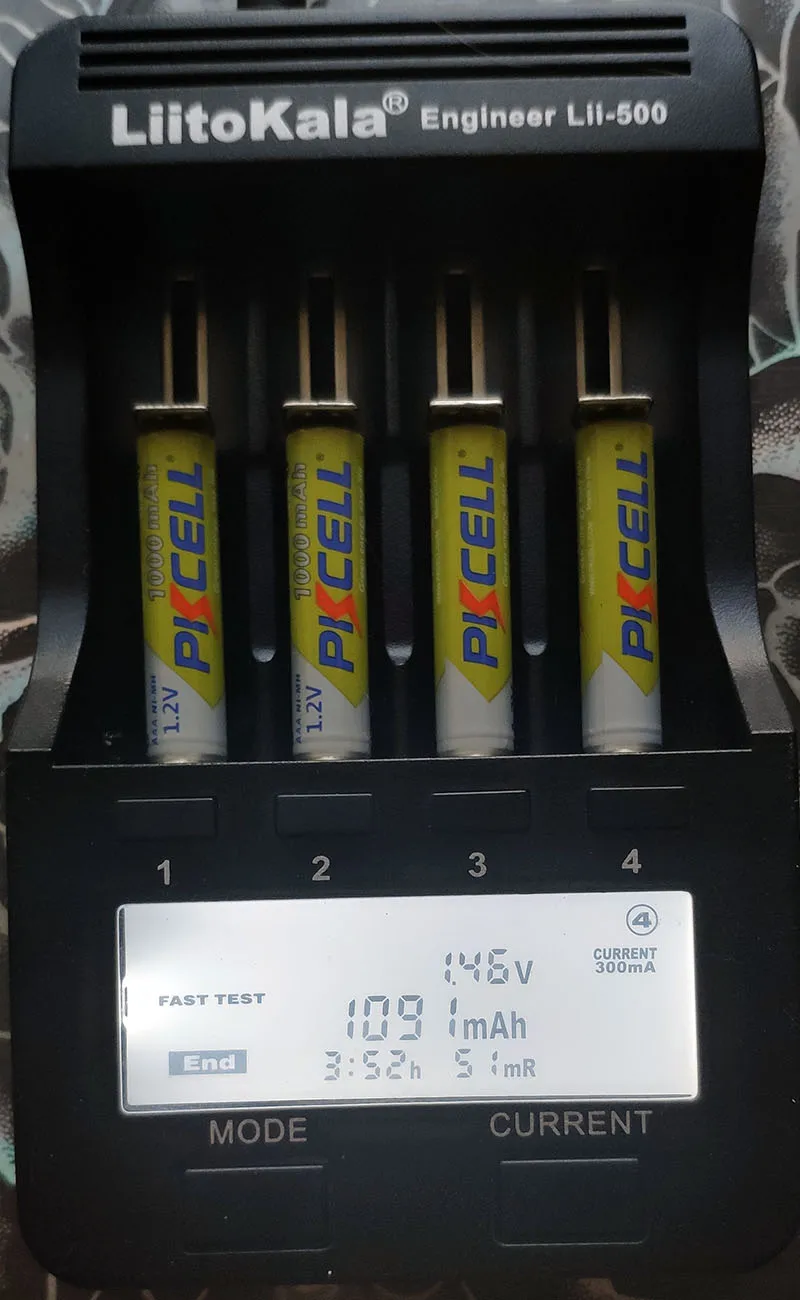 LiitoKala® Engineer Lii-500
1000 mAh
PKCELL
AAA NI-MH
1.2V
1000 mAh
PKCELL
AAA NI-MH
1.2V
PKCELL
PKCELL
1 2 3 4
4
1.46V
CURRENT
300mA
FAST TEST
1091mAh
End
3:52h 51mR
MODE CURRENT